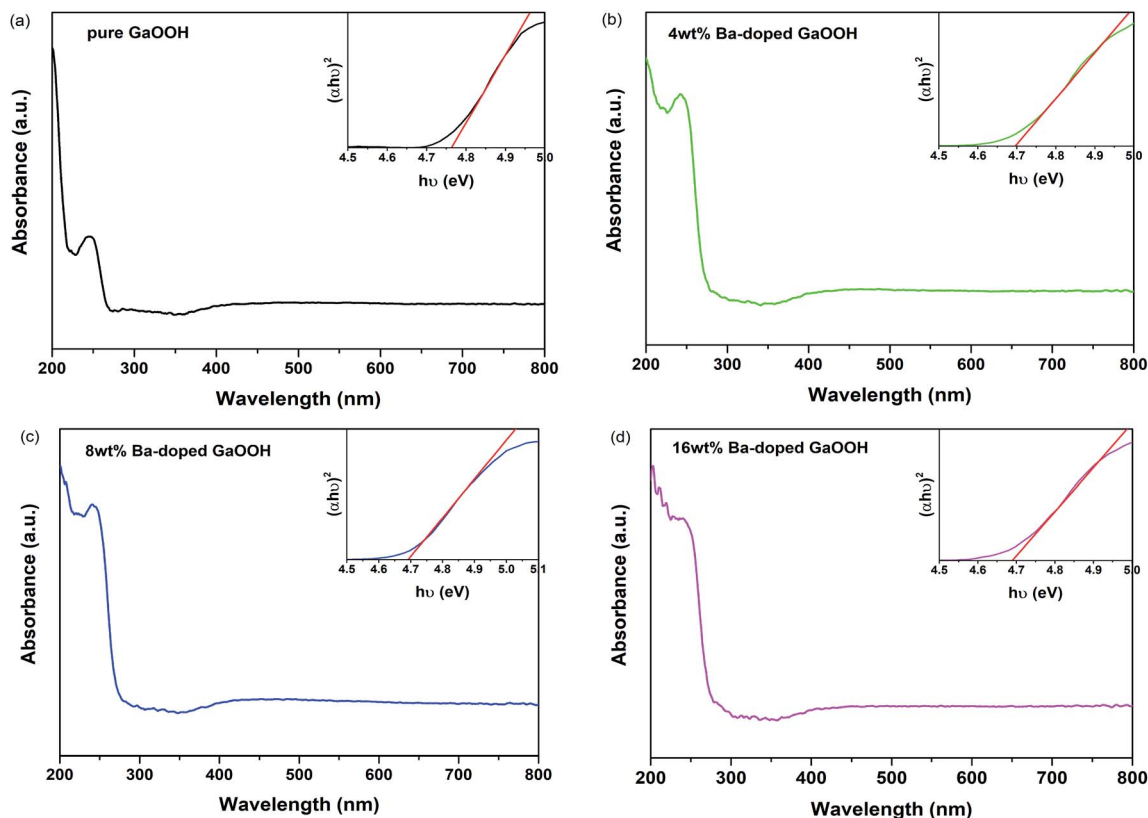 (a)
pure GaOOH
(αhυ)²
4.5 4.6 4.7 4.8 4.9 5.0
hυ (eV)
Absorbance (a.u.)
200 300 400 500 600 700 800
Wavelength (nm)
(b)
4wt% Ba-doped GaOOH
(αhυ)²
4.5 4.6 4.7 4.8 4.9 5.0
hυ (eV)
Absorbance (a.u.)
200 300 400 500 600 700 800
Wavelength (nm)
(c)
8wt% Ba-doped GaOOH
(αhυ)²
4.5 4.6 4.7 4.8 4.9 5.0 5.1
hυ (eV)
Absorbance (a.u.)
200 300 400 500 600 700 800
Wavelength (nm)
(d)
16wt% Ba-doped GaOOH
(αhυ)²
4.5 4.6 4.7 4.8 4.9 5.0
hυ (eV)
Absorbance (a.u.)
200 300 400 500 600 700 800
Wavelength (nm)